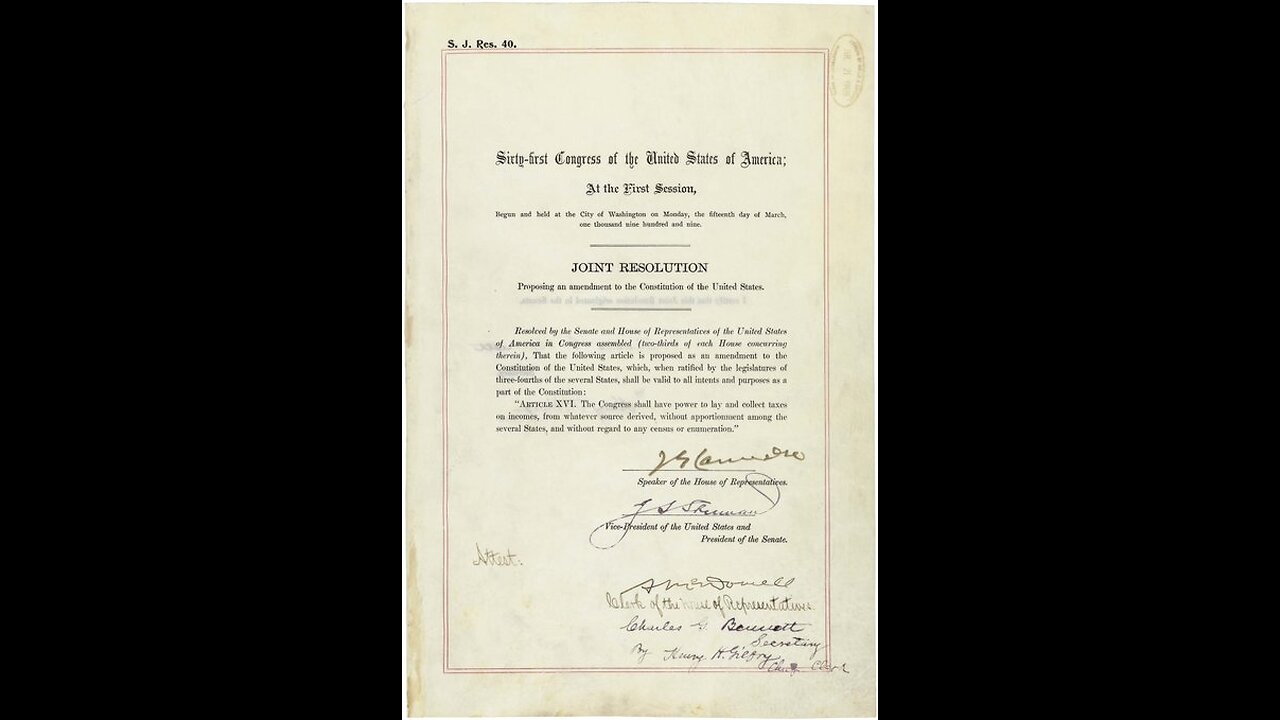 S. J. Res. 40.
Sixty-first Congress of the United States of America;
At the First Session,
Begun and held at the City of Washington on Monday, the fifteenth day of March,
one thousand nine hundred and nine.
JOINT RESOLUTION
Proposing an amendment to the Constitution of the United States.
Resolved by the Senate and House of Representatives of the United States
of America in Congress assembled (two-thirds of each House concurring
therein), That the following article is proposed as an amendment to the
Constitution of the United States, which, when ratified by the legislatures of
three-fourths of the several States, shall be valid to all intents and purposes as a
part of the Constitution:
"ARTICLE XVI. The Congress shall have power to lay and collect taxes
on incomes, from whatever source derived, without apportionment among the
several States, and without regard to any census or enumeration."
J G Cannon
Speaker of the House of Representatives.
J S Sherman
Vice-President of the United States and
President of the Senate.
Attest:
A McDowell
Clerk of the House of Representatives.
Charles G. Bennett
Secretary
By Henry H. Gilfry
Chief Clerk